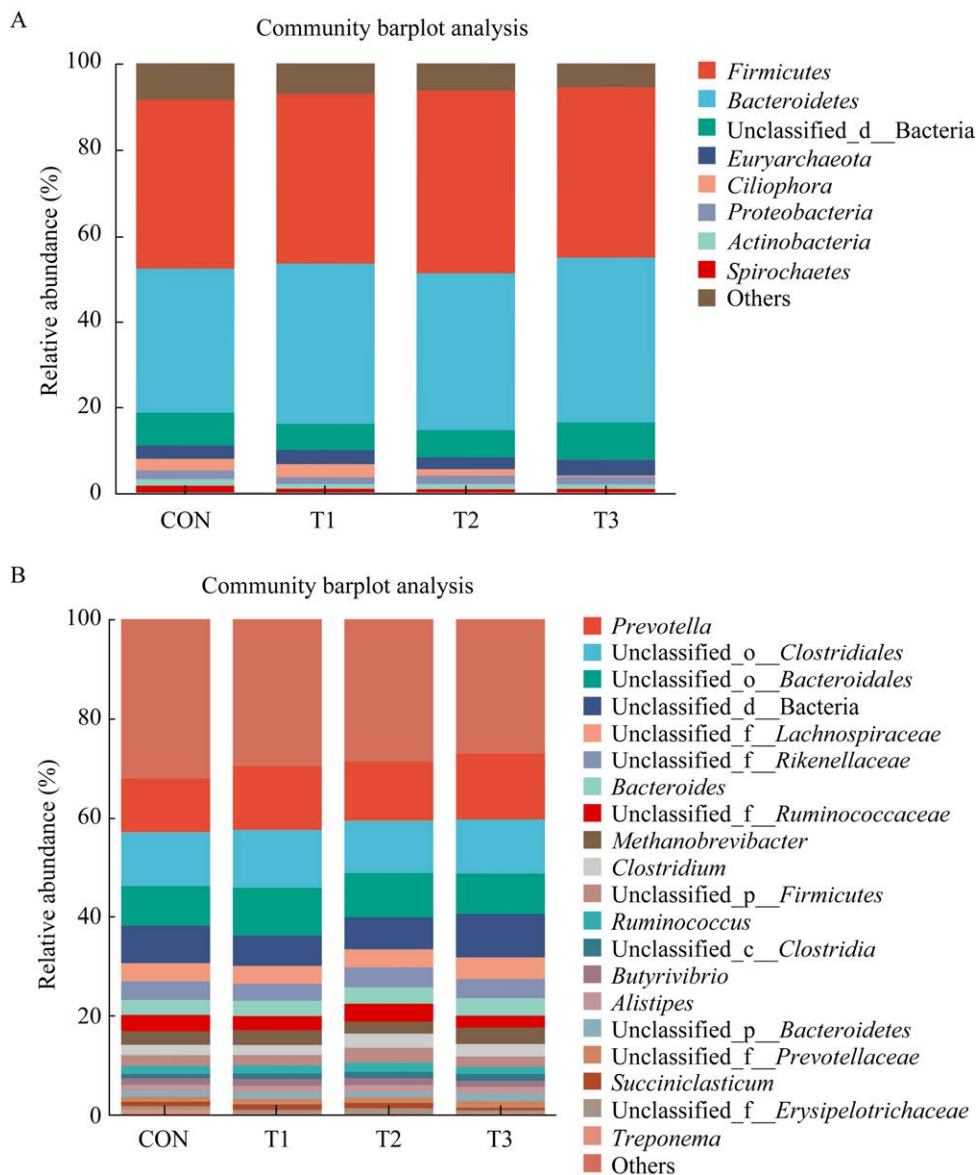 A
Community barplot analysis
Relative abundance (%)
100
80
60
40
20
0
CON
T1
T2
T3
Firmicutes
Bacteroidetes
Unclassified_d__Bacteria
Euryarchaeota
Ciliophora
Proteobacteria
Actinobacteria
Spirochaetes
Others
B
Community barplot analysis
Relative abundance (%)
100
80
60
40
20
0
CON
T1
T2
T3
Prevotella
Unclassified_o__Clostridiales
Unclassified_o__Bacteroidales
Unclassified_d__Bacteria
Unclassified_f__Lachnospiraceae
Unclassified_f__Rikenellaceae
Bacteroides
Unclassified_f__Ruminococcaceae
Methanobrevibacter
Clostridium
Unclassified_p__Firmicutes
Ruminococcus
Unclassified_c__Clostridia
Butyrivibrio
Alistipes
Unclassified_p__Bacteroidetes
Unclassified_f__Prevotellaceae
Succiniclasticum
Unclassified_f__Erysipelotrichaceae
Treponema
Others